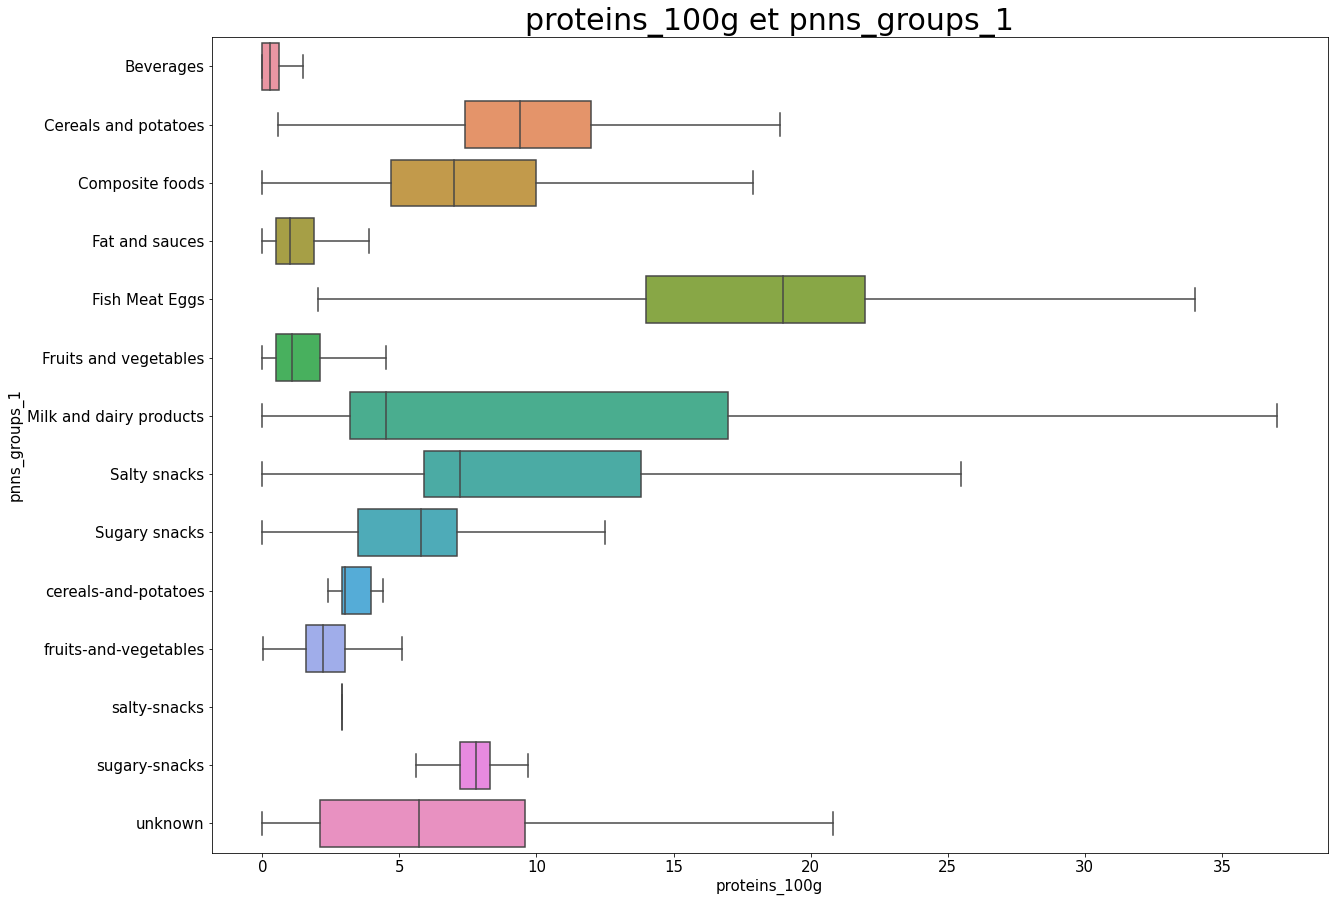 proteins_100g et pnns_groups_1
Beverages
Cereals and potatoes
Composite foods
Fat and sauces
Fish Meat Eggs
Fruits and vegetables
Milk and dairy products
Salty snacks
Sugary snacks
cereals-and-potatoes
fruits-and-vegetables
salty-snacks
sugary-snacks
unknown
pnns_groups_1
0 5 10 15 20 25 30 35
proteins_100g